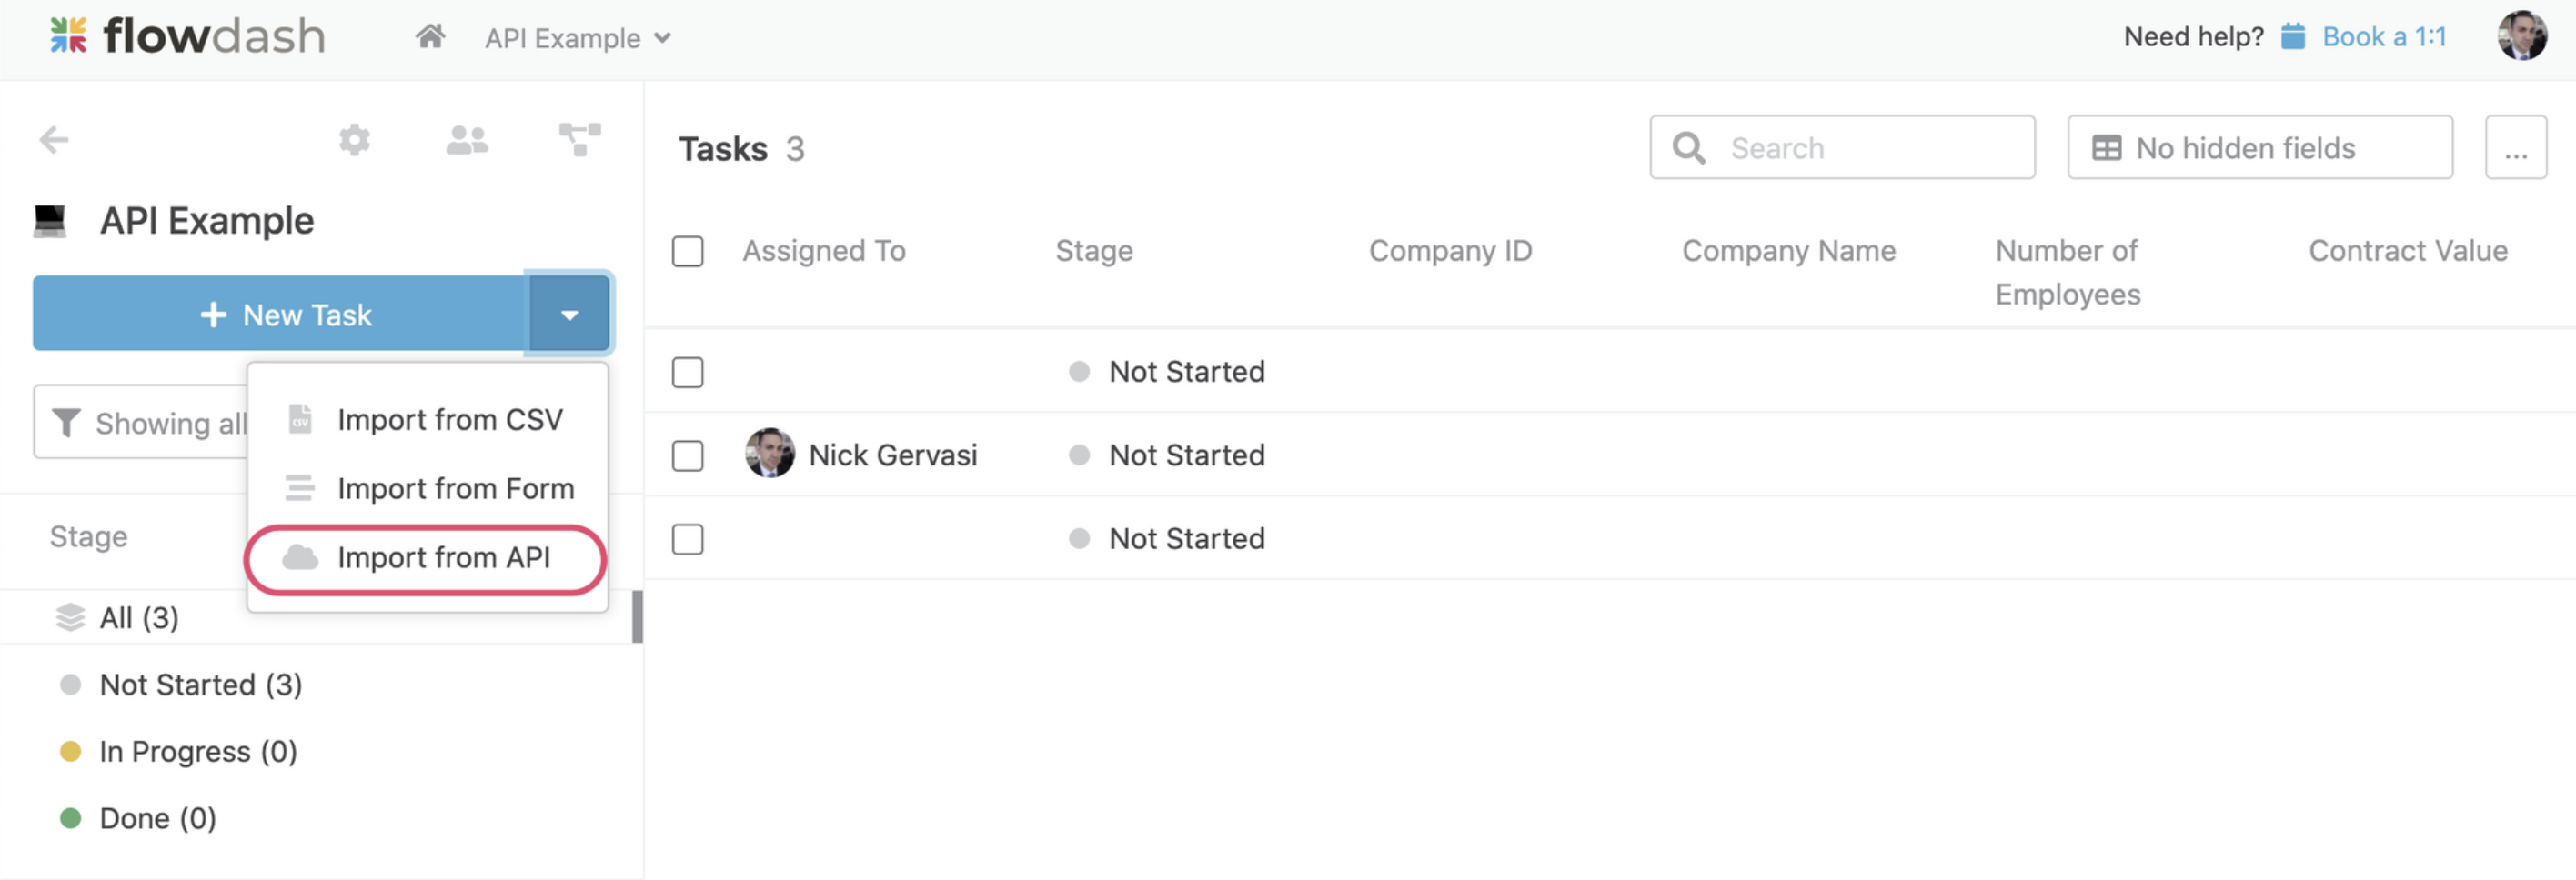 flowdash
API Example
Need help? Book a 1:1
API Example
New Task
Import from CSV
Import from Form
Import from API
Showing all
Stage
All (3)
Not Started (3)
In Progress (0)
Done (0)
Tasks 3
Search
No hidden fields
...
Assigned To Stage Company ID Company Name Number of Employees Contract Value
Not Started
Nick Gervasi Not Started
Not Started